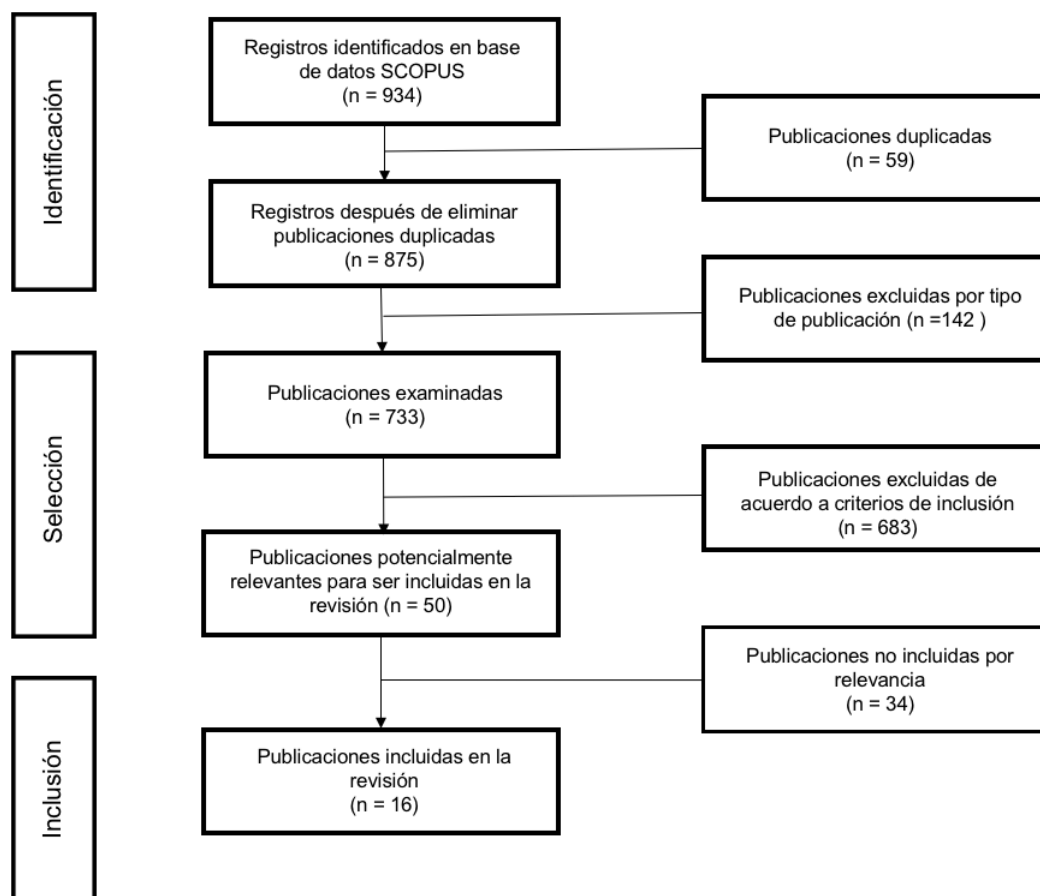 Identificación
Registros identificados en base
de datos SCOPUS
(n = 934)
Publicaciones duplicadas
(n = 59)
Registros después de eliminar
publicaciones duplicadas
(n = 875)
Publicaciones excluidas por tipo
de publicación (n =142 )
Selección
Publicaciones examinadas
(n = 733)
Publicaciones excluidas de
acuerdo a criterios de inclusión
(n = 683)
Publicaciones potencialmente
relevantes para ser incluidas en la
revisión (n = 50)
Publicaciones no incluidas por
relevancia
(n = 34)
Inclusión
Publicaciones incluidas en la
revisión
(n = 16)